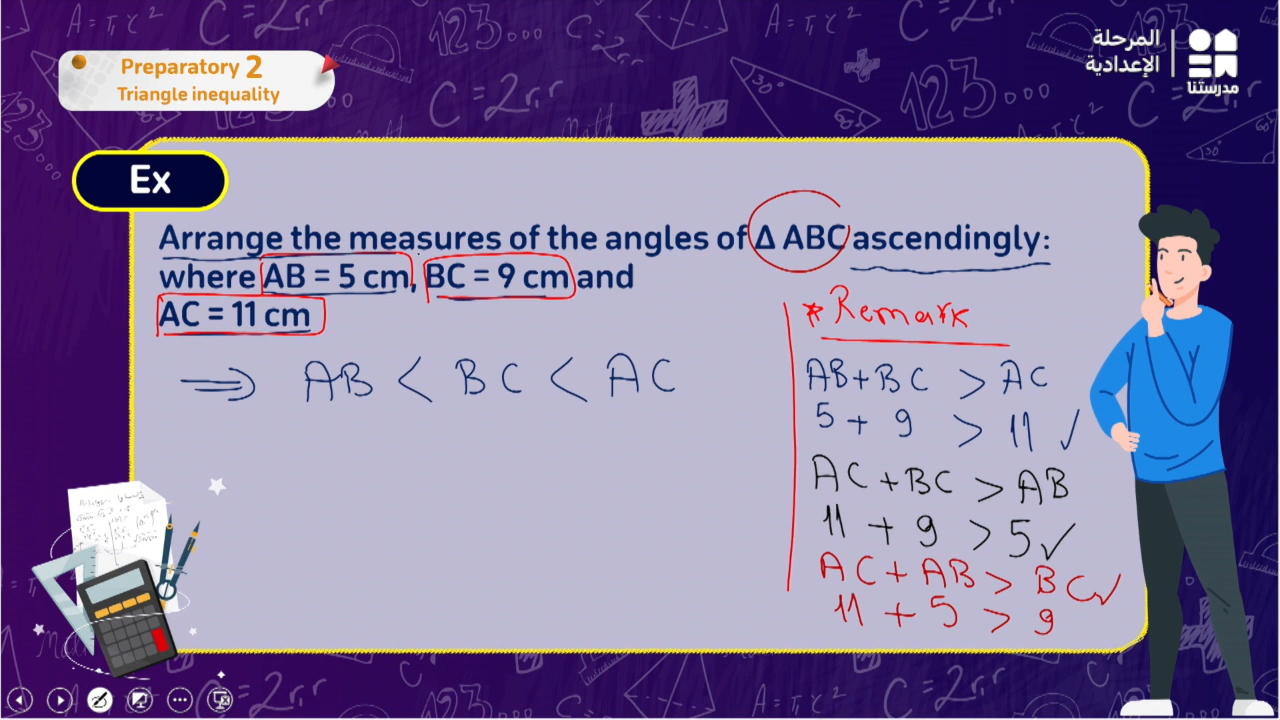 Preparatory 2
Triangle inequality
المرحلة
الإعدادية
مدرستنا
Ex
Arrange the measures of the angles of Δ ABC ascendingly:
where AB = 5 cm, BC = 9 cm and
AC = 11 cm
* Remark
⇒ AB < BC < AC
AB + BC > AC
5 + 9 > 11 ✓
AC + BC > AB
11 + 9 > 5 ✓
AC + AB > BC ✓
11 + 5 > 9